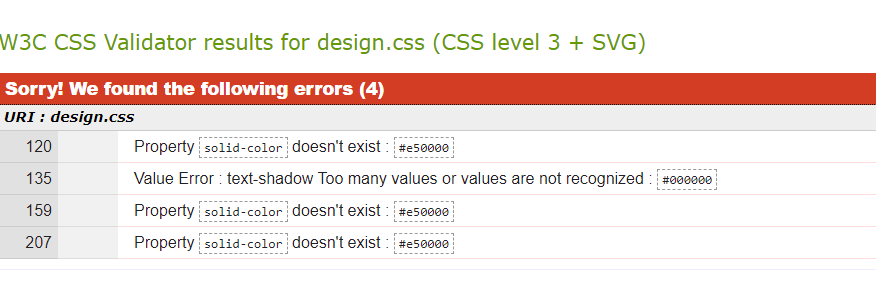 W3C CSS Validator results for design.css (CSS level 3 + SVG)
Sorry! We found the following errors (4)
URI : design.css
120 Property solid-color doesn't exist : #e50000
135 Value Error : text-shadow Too many values or values are not recognized : #000000
159 Property solid-color doesn't exist : #e50000
207 Property solid-color doesn't exist : #e50000